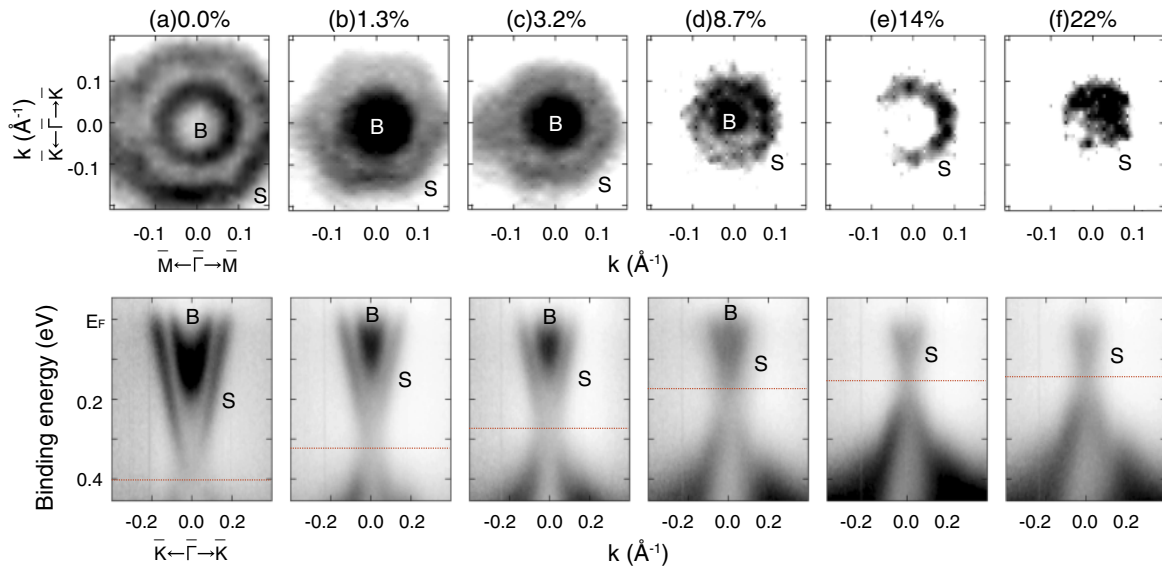 (a)0.0% (b)1.3% (c)3.2% (d)8.7% (e)14% (f)22%
k (Å⁻¹)
K̅←Γ̅→K̅
0.1
0.0
-0.1
B B B B
S S S S S S
-0.1 0.0 0.1 -0.1 0.0 0.1 -0.1 0.0 0.1 -0.1 0.0 0.1 -0.1 0.0 0.1 -0.1 0.0 0.1
M̅←Γ̅→M̅
k (Å⁻¹)
Binding energy (eV)
EF
0.2
0.4
B B B B
S S S S S S
-0.2 0.0 0.2 -0.2 0.0 0.2 -0.2 0.0 0.2 -0.2 0.0 0.2 -0.2 0.0 0.2 -0.2 0.0 0.2
K̅←Γ̅→K̅
k (Å⁻¹)